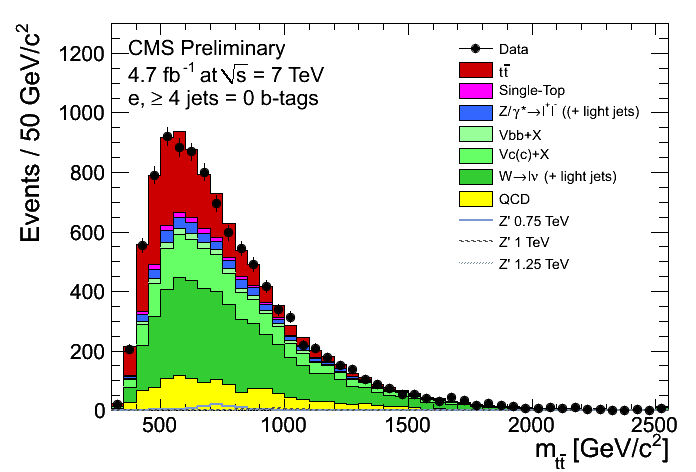 Events / 50 GeV/c²
1200
1000
800
600
400
200
0
CMS Preliminary
4.7 fb⁻¹ at √s = 7 TeV
e, ≥ 4 jets = 0 b-tags
Data
tt̅
Single-Top
Z/γ*→l⁺l⁻ ((+ light jets)
Vbb+X
Vc(c)+X
W→lν (+ light jets)
QCD
Z' 0.75 TeV
Z' 1 TeV
Z' 1.25 TeV
500 1000 1500 2000 2500
m_tt̅ [GeV/c²]